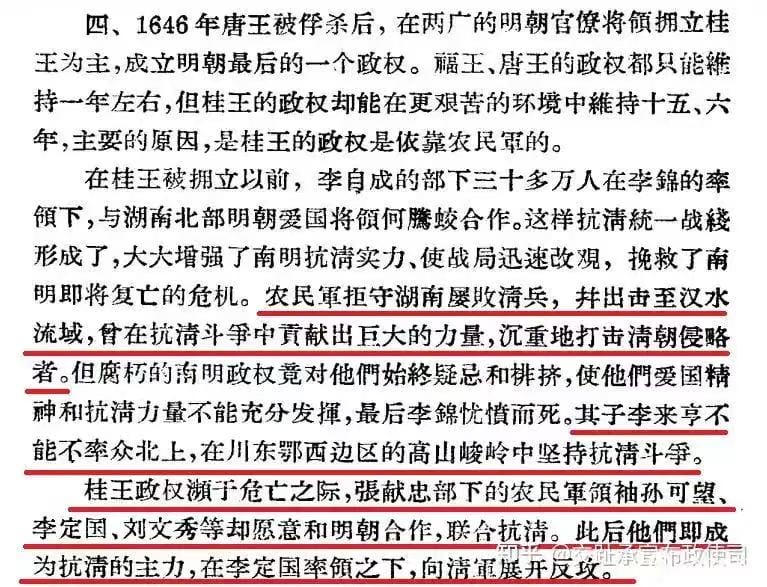 四、1646年唐王被俘杀后，在两广的明朝官僚将領拥立桂
王为主，成立明朝最后的一个政权。福王、唐王的政权都只能維
持一年左右，但桂王的政权却能在更艰苦的环境中維持十五、六
年，主要的原因，是桂王的政权是依靠农民軍的。
在桂王被拥立以前，李自成的部下三十多万人在李錦的率
領下，与湖南北部明朝爱国将領何騰蛟合作。这样抗清統一战綫
形成了，大大增强了南明抗清实力、使战局迅速改观，挽救了南
明即将复亡的危机。农民軍拒守湖南屡敗清兵，幷出击至汉水
流域，曾在抗清斗爭中貢献出巨大的力量，沉重地打击清朝侵略
者。但腐朽的南明政权竟对他們始終疑忌和排挤，使他們爱国精
神和抗清力量不能充分发揮，最后李錦忧憤而死。其子李来亨不
能不率众北上，在川东鄂西边区的高山峻岭中坚持抗清斗爭。
桂王政权瀕于危亡之际，張献忠部下的农民軍領袖孙可望、
李定国、刘文秀等却愿意和明朝合作，联合抗清。此后他們即成
为抗清的主力，在李定国率領之下，向清軍展开反攻。
知乎 @交趾承宣布政使司